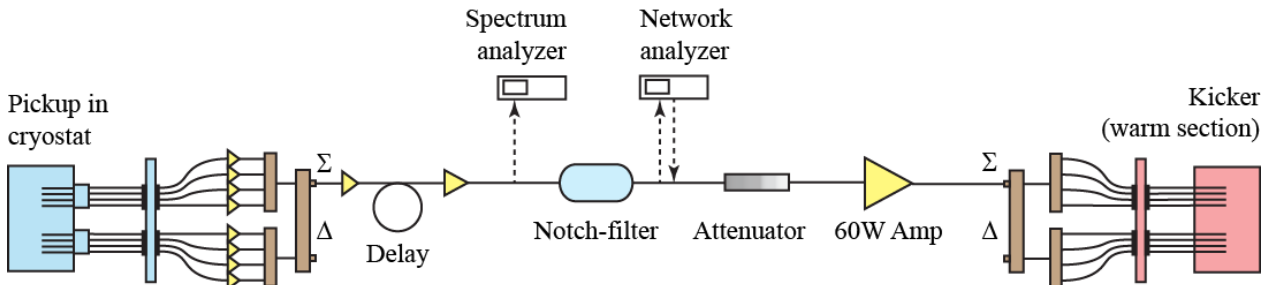 Spectrum
analyzer
Network
analyzer
Pickup in
cryostat
Kicker
(warm section)
Σ
Σ
Δ
Δ
Delay
Notch-filter
Attenuator
60W Amp